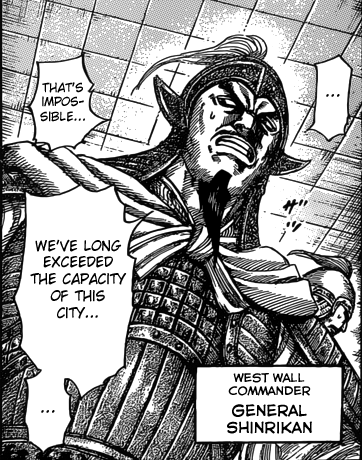 ...
THAT'S
IMPOS-
SIBLE...
WE'VE LONG
EXCEEDED
THE CAPACITY
OF THIS
CITY...
...
WEST WALL
COMMANDER
GENERAL
SHINRIKAN